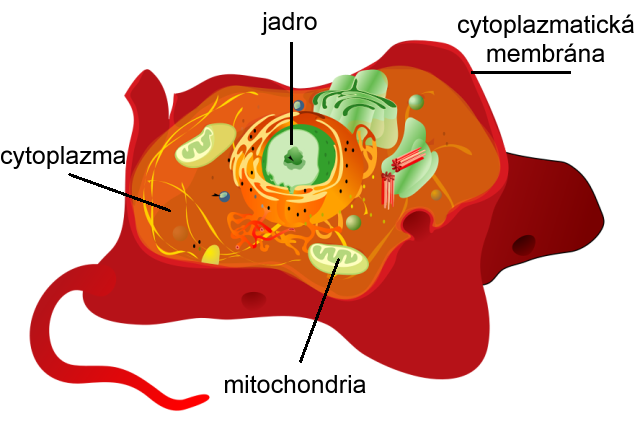 jadro
cytoplazmatická
membrána
cytoplazma
mitochondria